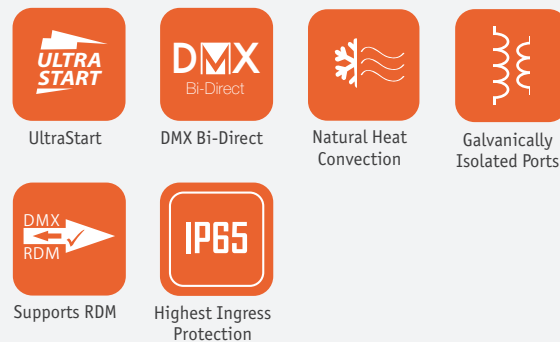 ULTRA
START
DMX
Bi-Direct
UltraStart
DMX Bi-Direct
Natural Heat
Convection
Galvanically
Isolated Ports
DMX
RDM
IP65
Supports RDM
Highest Ingress
Protection